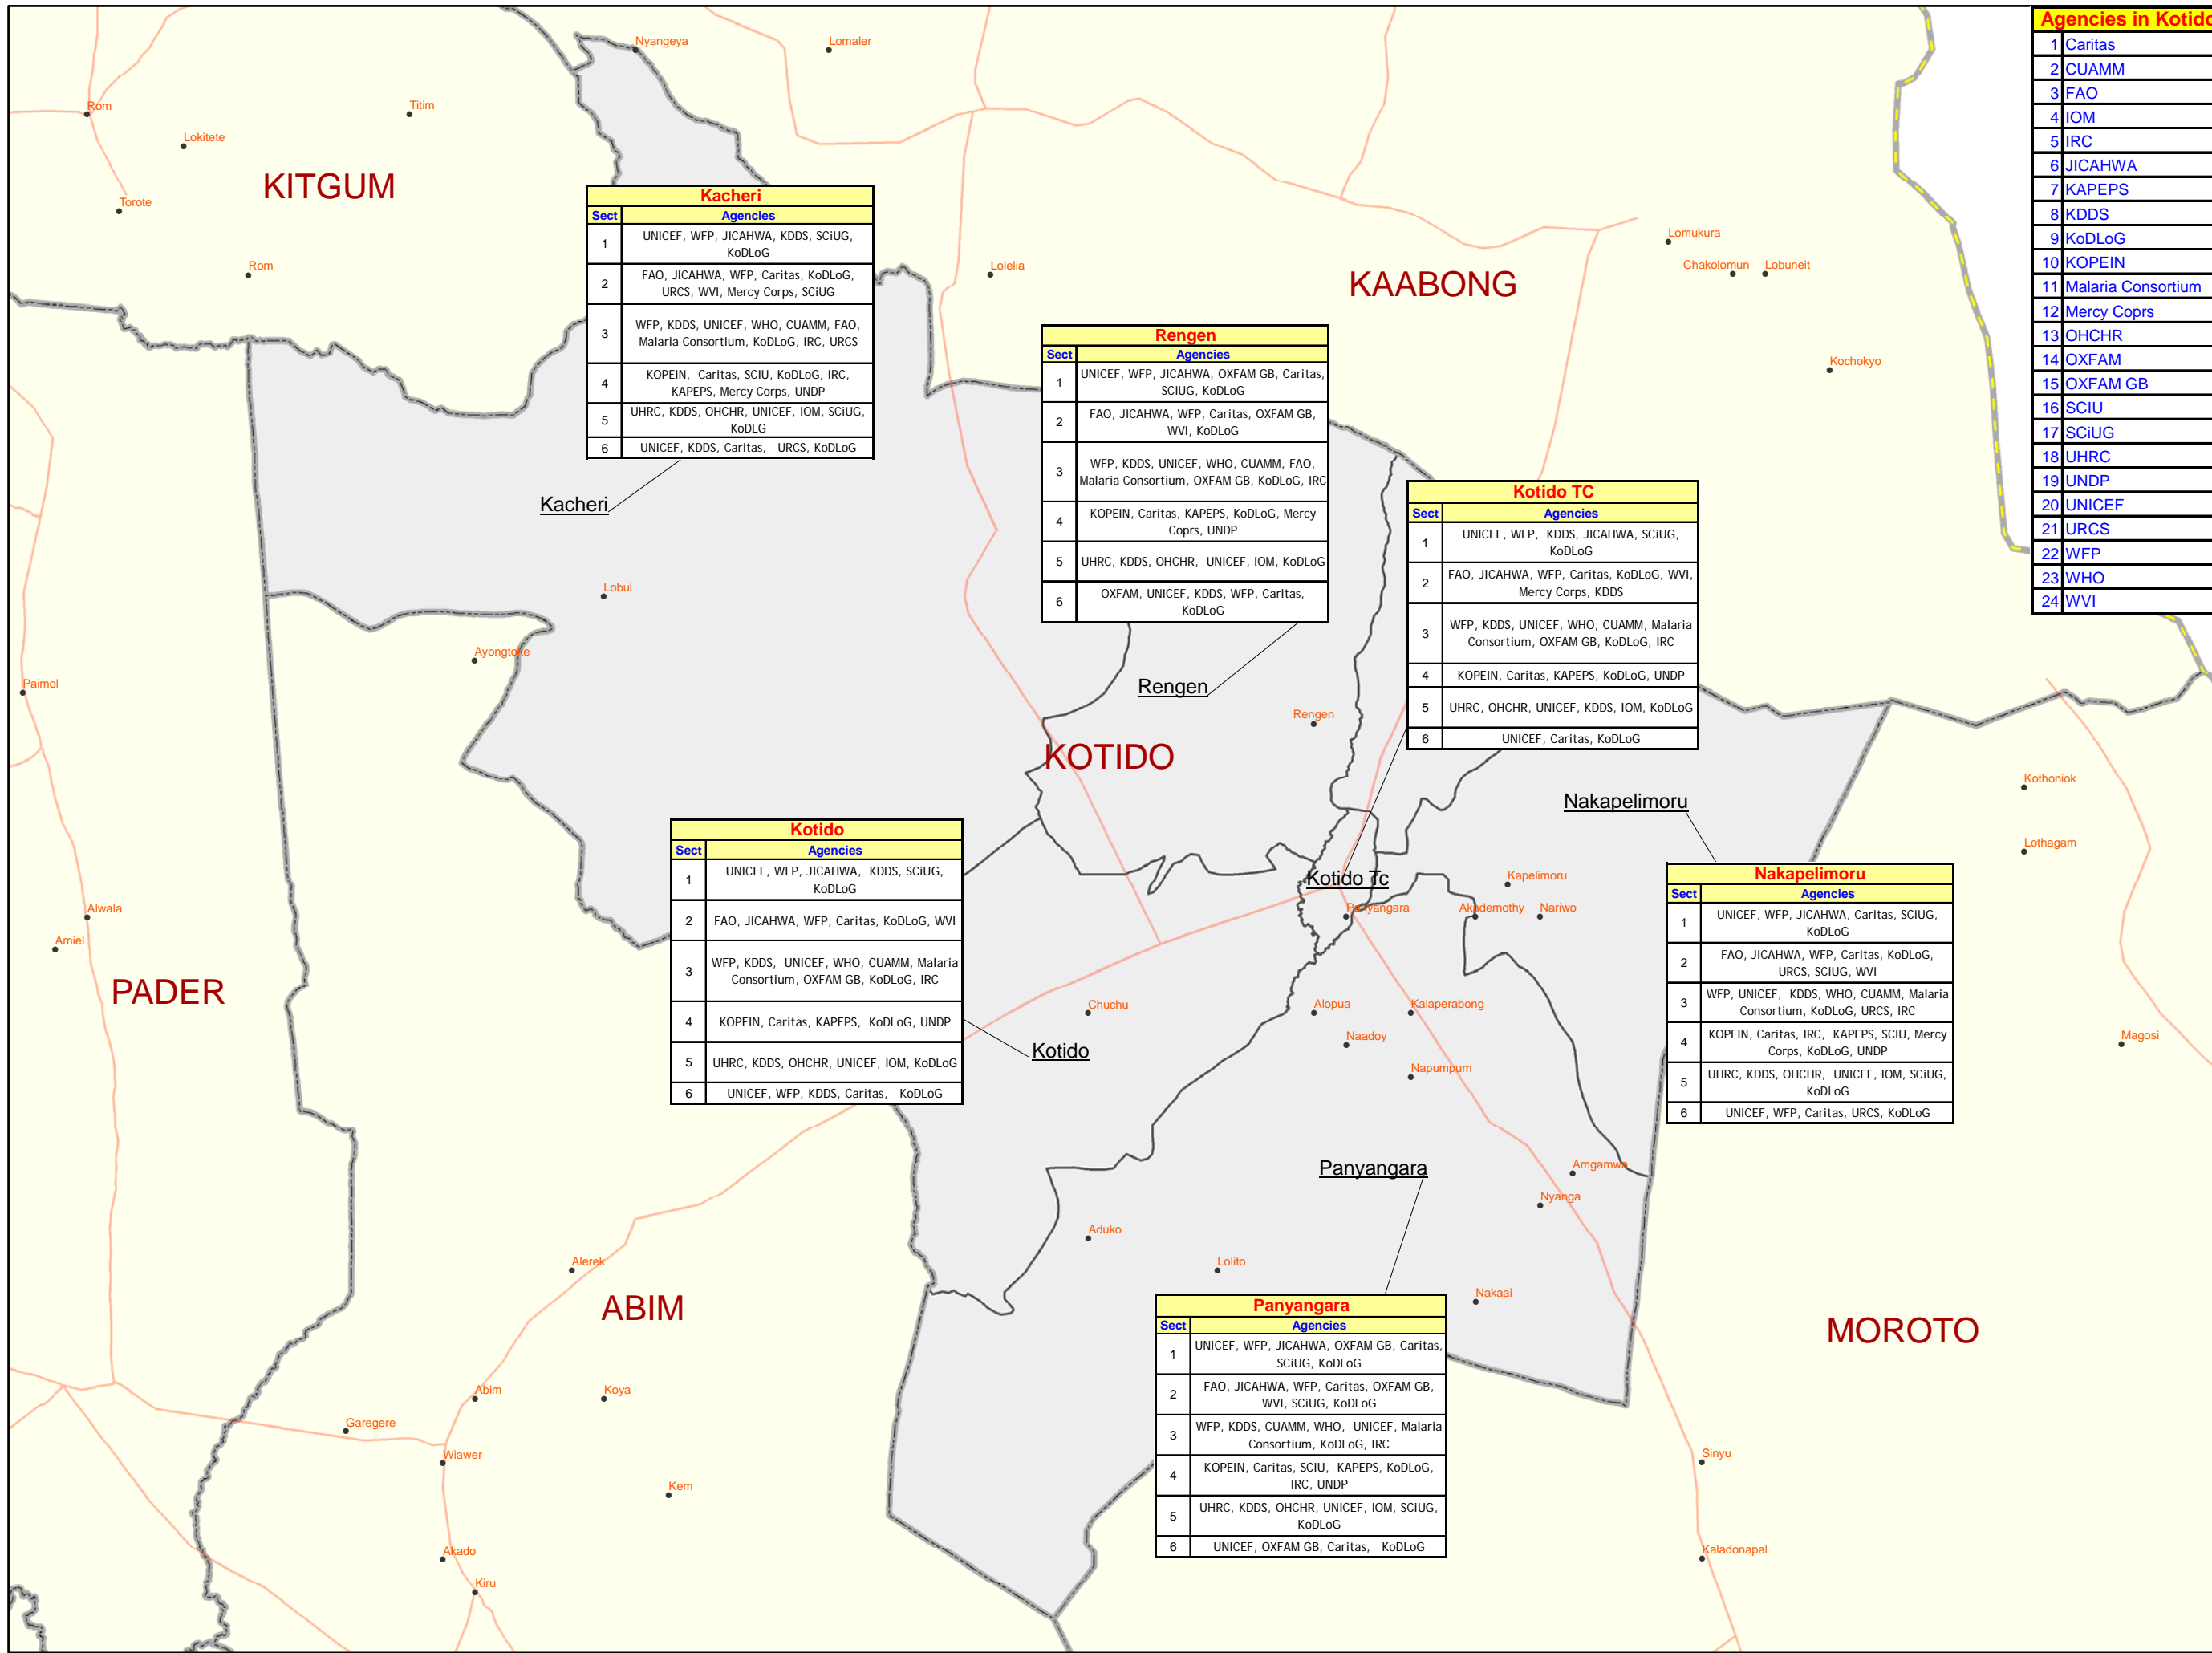 Agencies in Kotido
1 Caritas
2 CUAMM
3 FAO
4 IOM
5 IRC
6 JICAHWA
7 KAPEPS
8 KDDS
9 KoDLoG
10 KOPEIN
11 Malaria Consortium
12 Mercy Coprs
13 OHCHR
14 OXFAM
15 OXFAM GB
16 SCIU
17 SCiUG
18 UHRC
19 UNDP
20 UNICEF
21 URCS
22 WFP
23 WHO
24 WVI
Nyangeya
Lomaler
Rom
Titim
Lokitete
KITGUM
Torote
Rom
Lolelia
KAABONG
Lomukura
Chakolomun
Lobuneit
Kochokyo
Kacheri
Sect Agencies
1 UNICEF, WFP, JICAHWA, KDDS, SCiUG,
KoDLoG
2 FAO, JICAHWA, WFP, Caritas, KoDLoG,
URCS, WVI, Mercy Corps, SCiUG
3 WFP, KDDS, UNICEF, WHO, CUAMM, FAO,
Malaria Consortium, KoDLoG, IRC, URCS
4 KOPEIN, Caritas, SCIU, KoDLoG, IRC,
KAPEPS, Mercy Corps, UNDP
5 UHRC, KDDS, OHCHR, UNICEF, IOM, SCiUG,
KoDLG
6 UNICEF, KDDS, Caritas, URCS, KoDLoG
Kacheri
Rengen
Sect Agencies
1 UNICEF, WFP, JICAHWA, OXFAM GB, Caritas,
SCiUG, KoDLoG
2 FAO, JICAHWA, WFP, Caritas, OXFAM GB,
WVI, KoDLoG
3 WFP, KDDS, UNICEF, WHO, CUAMM, FAO,
Malaria Consortium, OXFAM GB, KoDLoG, IRC
4 KOPEIN, Caritas, KAPEPS, KoDLoG, Mercy
Coprs, UNDP
5 UHRC, KDDS, OHCHR, UNICEF, IOM, KoDLoG
6 OXFAM, UNICEF, KDDS, WFP, Caritas,
KoDLoG
Rengen
Kotido TC
Sect Agencies
1 UNICEF, WFP, KDDS, JICAHWA, SCiUG,
KoDLoG
2 FAO, JICAHWA, WFP, Caritas, KoDLoG, WVI,
Mercy Corps, KDDS
3 WFP, KDDS, UNICEF, WHO, CUAMM, Malaria
Consortium, OXFAM GB, KoDLoG, IRC
4 KOPEIN, Caritas, KAPEPS, KoDLoG, UNDP
5 UHRC, OHCHR, UNICEF, KDDS, IOM, KoDLoG
6 UNICEF, Caritas, KoDLoG
Lobul
Ayongtoke
Paimol
Rengen
KOTIDO
Kothoniok
Nakapelimoru
Lothagam
Kotido
Sect Agencies
1 UNICEF, WFP, JICAHWA, KDDS, SCiUG,
KoDLoG
2 FAO, JICAHWA, WFP, Caritas, KoDLoG, WVI
3 WFP, KDDS, UNICEF, WHO, CUAMM, Malaria
Consortium, OXFAM GB, KoDLoG, IRC
4 KOPEIN, Caritas, KAPEPS, KoDLoG, UNDP
5 UHRC, KDDS, OHCHR, UNICEF, IOM, KoDLoG
6 UNICEF, WFP, KDDS, Caritas, KoDLoG
Kotido
Kotido Tc
Kapelimoru
Panyangara
Akademothy
Nariwo
Nakapelimoru
Sect Agencies
1 UNICEF, WFP, JICAHWA, Caritas, SCiUG,
KoDLoG
2 FAO, JICAHWA, WFP, Caritas, KoDLoG,
URCS, SCiUG, WVI
3 WFP, UNICEF, KDDS, WHO, CUAMM, Malaria
Consortium, KoDLoG, URCS, IRC
4 KOPEIN, Caritas, IRC, KAPEPS, SCIU, Mercy
Corps, KoDLoG, UNDP
5 UHRC, KDDS, OHCHR, UNICEF, IOM, SCiUG,
KoDLoG
6 UNICEF, WFP, Caritas, URCS, KoDLoG
Alwala
Amiel
PADER
Chuchu
Alopua
Kalaperabong
Naadoy
Napumpum
Magosi
Panyangara
Amgamwa
Nyanga
Aduko
Lolito
Alerek
ABIM
Nakaai
MOROTO
Panyangara
Sect Agencies
1 UNICEF, WFP, JICAHWA, OXFAM GB, Caritas,
SCiUG, KoDLoG
2 FAO, JICAHWA, WFP, Caritas, OXFAM GB,
WVI, SCiUG, KoDLoG
3 WFP, KDDS, CUAMM, WHO, UNICEF, Malaria
Consortium, KoDLoG, IRC
4 KOPEIN, Caritas, SCIU, KAPEPS, KoDLoG,
IRC, UNDP
5 UHRC, KDDS, OHCHR, UNICEF, IOM, SCiUG,
KoDLoG
6 UNICEF, OXFAM GB, Caritas, KoDLoG
Abim
Koya
Garegere
Wiawer
Kem
Sinyu
Akado
Kiru
Kaladonapal